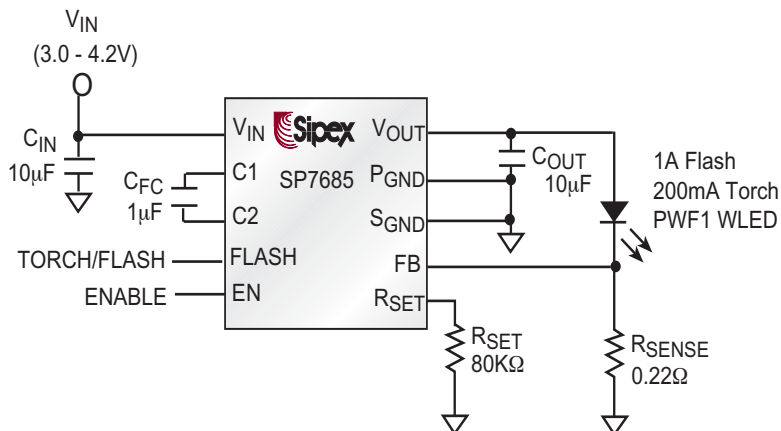 VIN
(3.0 - 4.2V)
CIN
10μF
CFC
1μF
TORCH/FLASH
ENABLE
VIN
C1
C2
FLASH
EN
Sipex
SP7685
VOUT
PGND
SGND
FB
RSET
COUT
10μF
1A Flash
200mA Torch
PWF1 WLED
RSET
80KΩ
RSENSE
0.22Ω